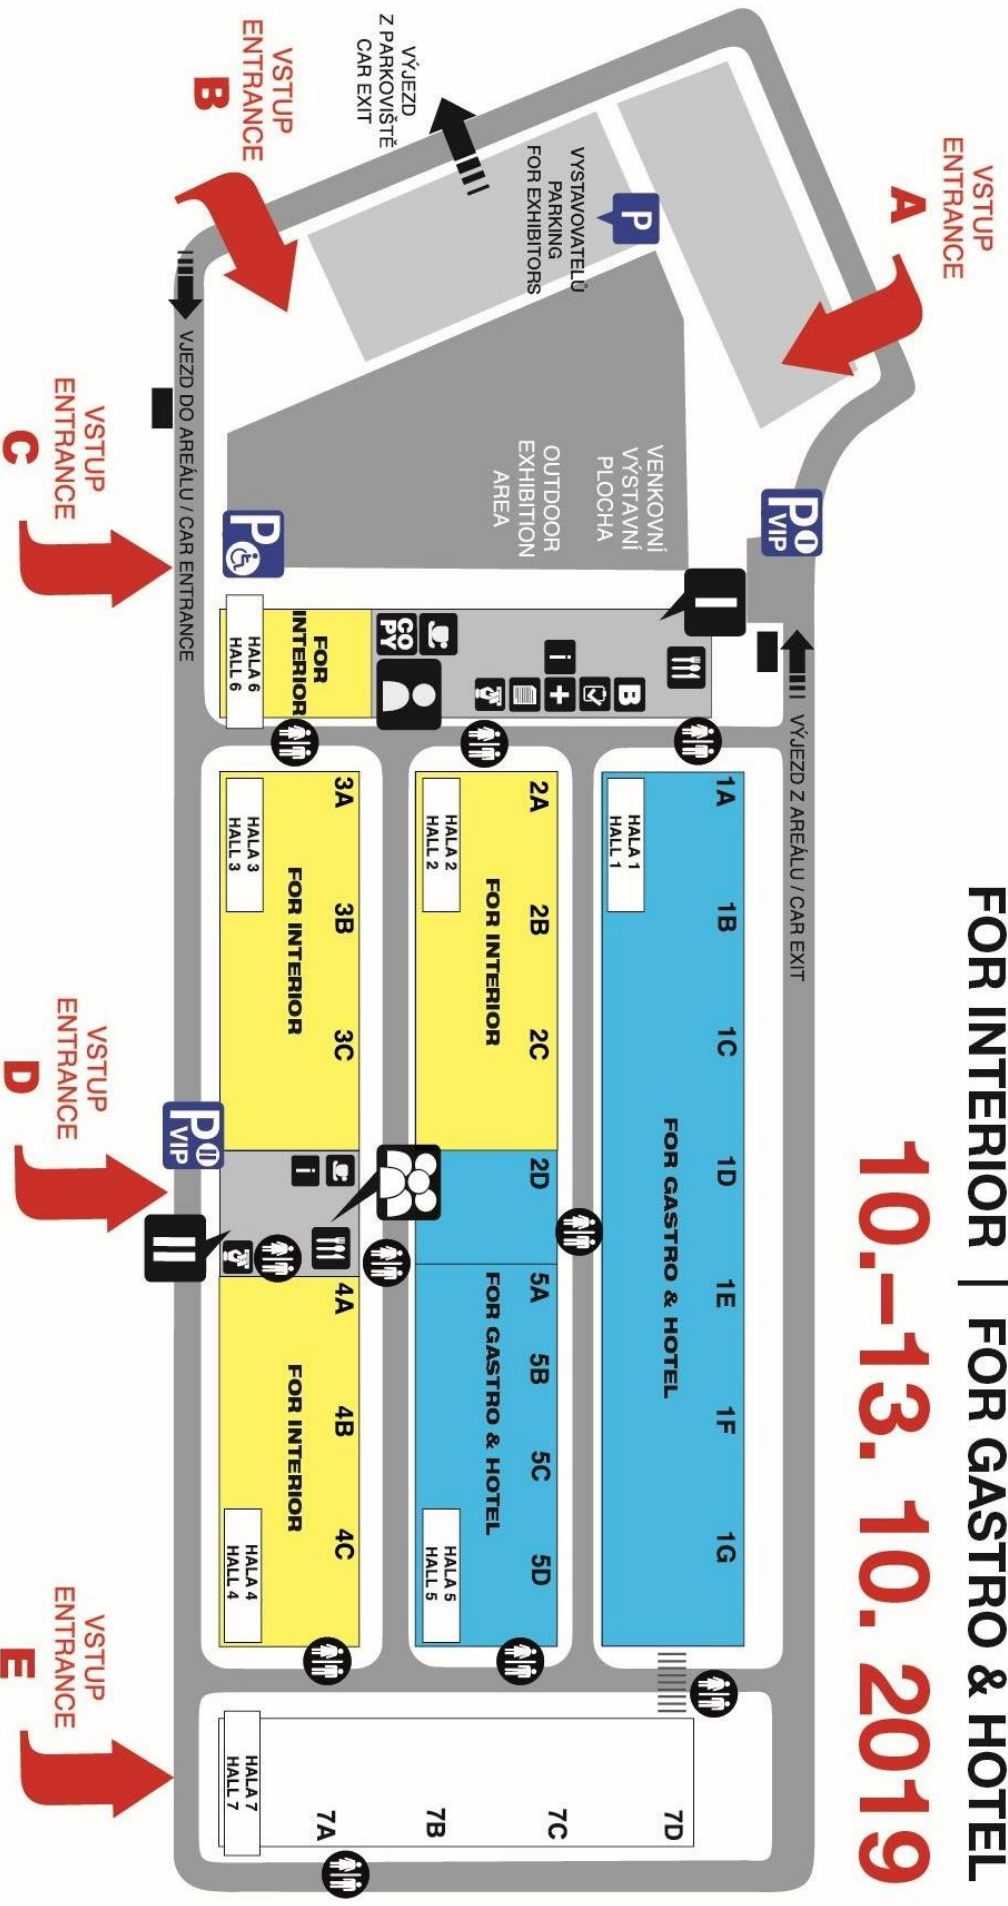 FOR INTERIOR | FOR GASTRO & HOTEL
10.–13. 10. 2019
VSTUP
ENTRANCE
A
VSTUP
ENTRANCE
B
VÝJEZD
Z PARKOVIŠTĚ
CAR EXIT
P
VYSTAVOVATELŮ
PARKING
FOR EXHIBITORS
VENKOVNÍ
VÝSTAVNÍ
PLOCHA
OUTDOOR
EXHIBITION
AREA
P I
VIP
VÝJEZD Z AREÁLU / CAR EXIT
I
B
i
COPY
FOR
INTERIOR
HALA 6
HALL 6
P
1A
1B
1C
1D
1E
1F
1G
FOR GASTRO & HOTEL
HALA 1
HALL 1
2A
2B
2C
2D
FOR INTERIOR
HALA 2
HALL 2
5A
5B
5C
5D
FOR GASTRO & HOTEL
HALA 5
HALL 5
3A
3B
3C
FOR INTERIOR
HALA 3
HALL 3
i
II
4A
4B
4C
FOR INTERIOR
HALA 4
HALL 4
7D
7C
7B
7A
HALA 7
HALL 7
P II
VIP
VJEZD DO AREÁLU / CAR ENTRANCE
VSTUP
ENTRANCE
C
VSTUP
ENTRANCE
D
VSTUP
ENTRANCE
E